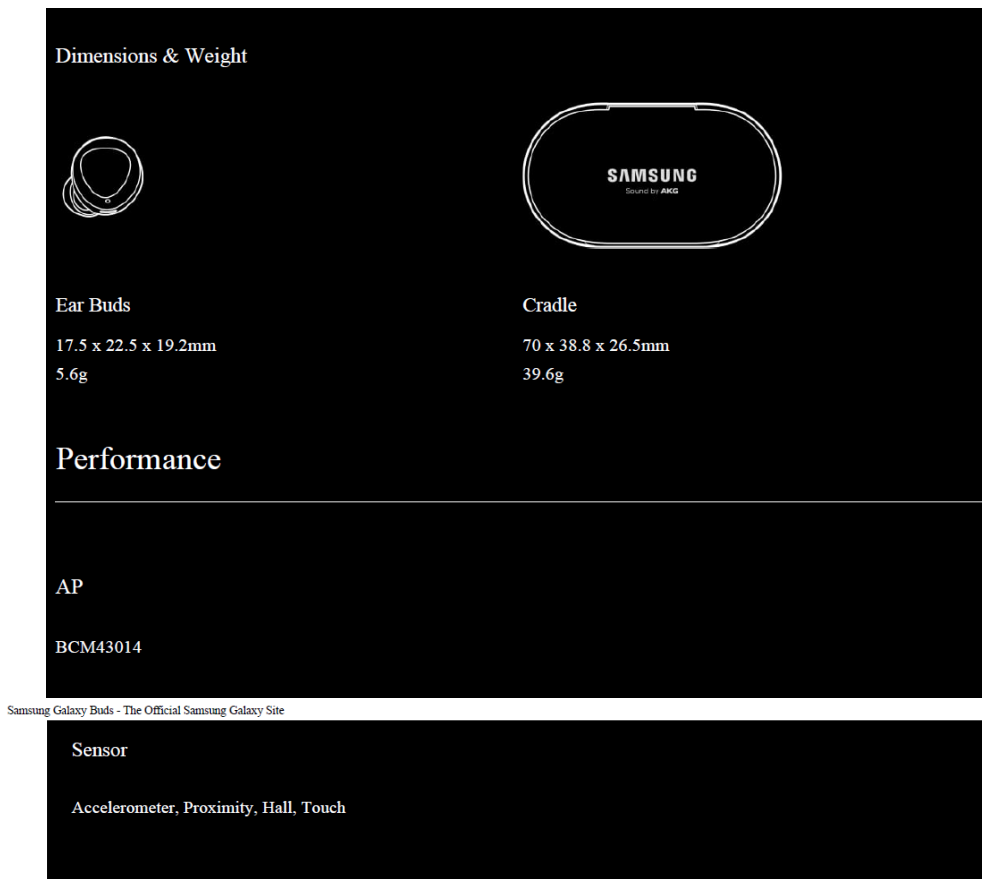 Dimensions & Weight
SAMSUNG
Sound by AKG
Ear Buds
Cradle
17.5 x 22.5 x 19.2mm
70 x 38.8 x 26.5mm
5.6g
39.6g
Performance
AP
BCM43014
Samsung Galaxy Buds - The Official Samsung Galaxy Site
Sensor
Accelerometer, Proximity, Hall, Touch